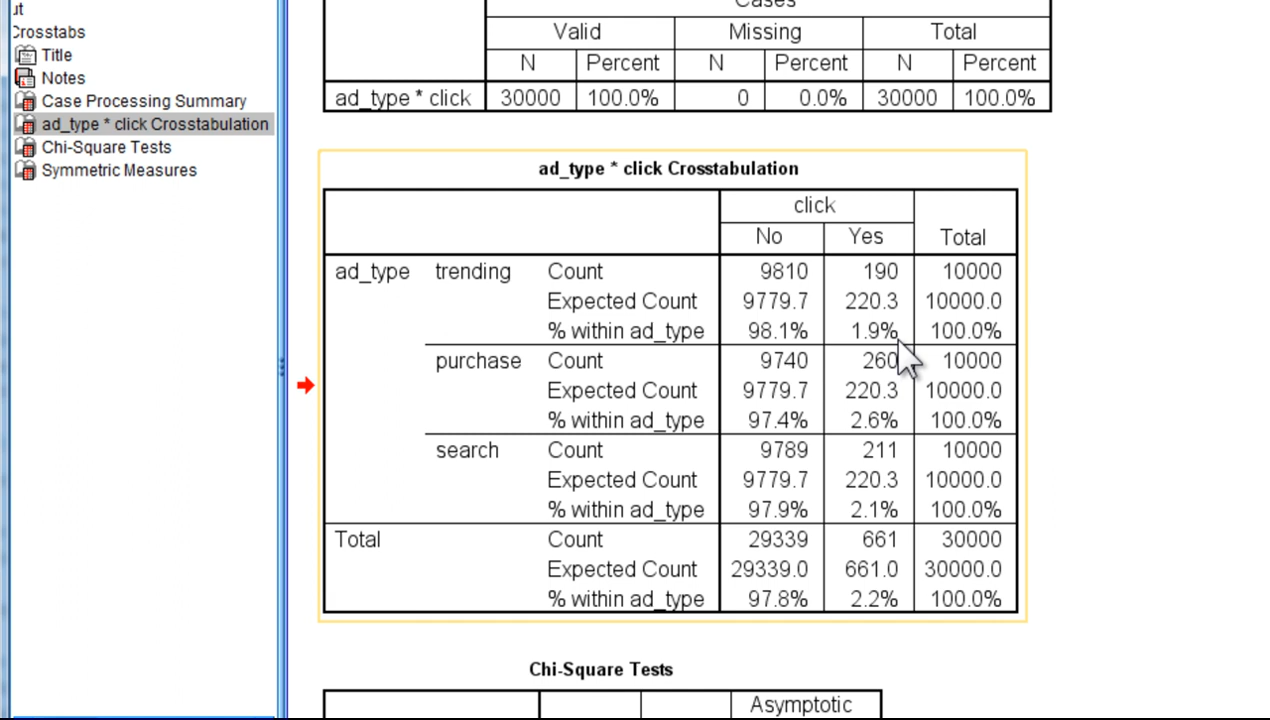 Crosstabs
Title
Notes
Case Processing Summary
ad_type * click Crosstabulation
Chi-Square Tests
Symmetric Measures
Cases
Valid Missing Total
N Percent N Percent N Percent
ad_type * click 30000 100.0% 0 0.0% 30000 100.0%
ad_type * click Crosstabulation
click
No Yes Total
ad_type trending Count 9810 190 10000
Expected Count 9779.7 220.3 10000.0
% within ad_type 98.1% 1.9% 100.0%
purchase Count 9740 260 10000
Expected Count 9779.7 220.3 10000.0
% within ad_type 97.4% 2.6% 100.0%
search Count 9789 211 10000
Expected Count 9779.7 220.3 10000.0
% within ad_type 97.9% 2.1% 100.0%
Total Count 29339 661 30000
Expected Count 29339.0 661.0 30000.0
% within ad_type 97.8% 2.2% 100.0%
Chi-Square Tests
Asymptotic